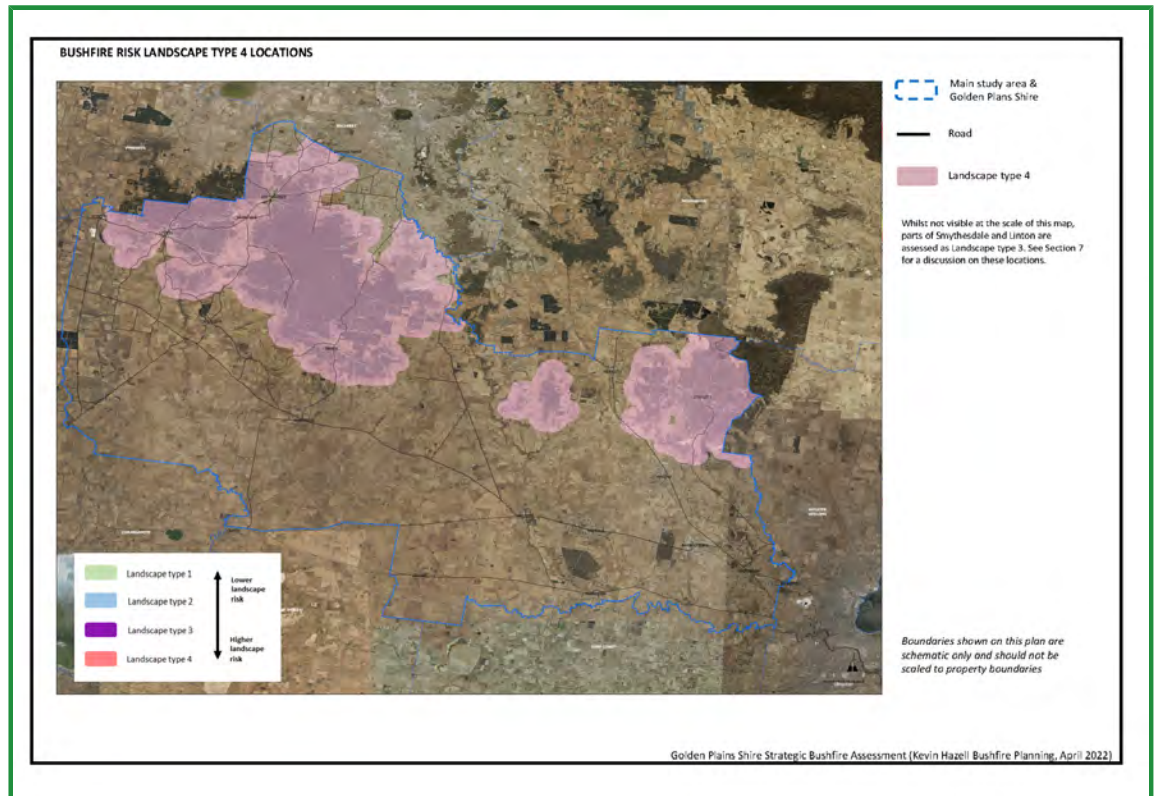 BUSHFIRE RISK LANDSCAPE TYPE 4 LOCATIONS
Main study area &
Golden Plans Shire
Road
Landscape type 4
Whilst not visible at the scale of this map,
parts of Smythesdale and Linton are
assessed as Landscape type 3. See Section 7
for a discussion on these locations.
Landscape type 1
Landscape type 2
Landscape type 3
Landscape type 4
Lower
landscape
risk
Higher
landscape
risk
Boundaries shown on this plan are
schematic only and should not be
scaled to property boundaries
Golden Plains Shire Strategic Bushfire Assessment (Kevin Hazell Bushfire Planning, April 2022)